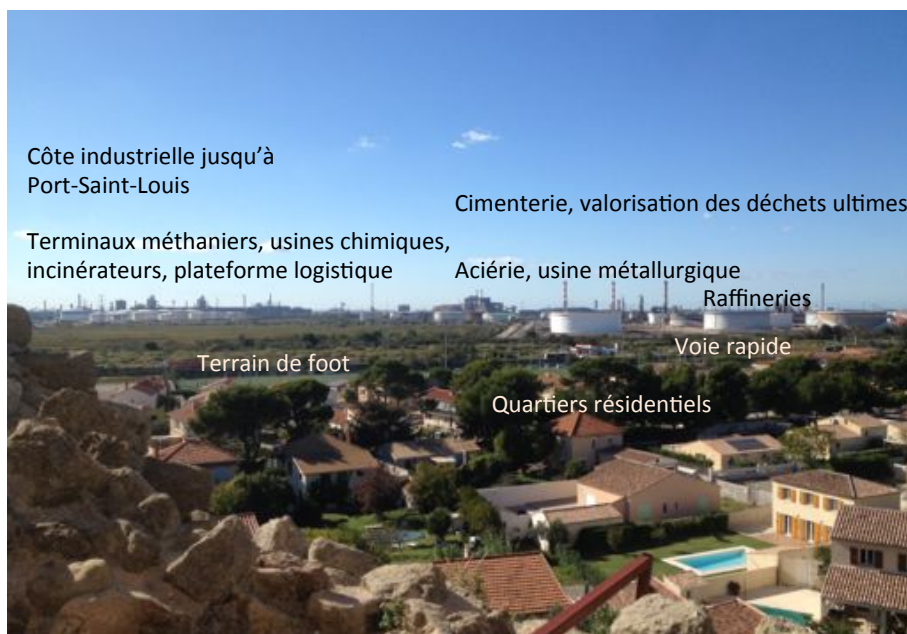 Côte industrielle jusqu’à
Port-Saint-Louis
Cimenterie, valorisation des déchets ultimes
Terminaux méthaniers, usines chimiques,
incinérateurs, plateforme logistique
Aciérie, usine métallurgique
Raffineries
Voie rapide
Terrain de foot
Quartiers résidentiels